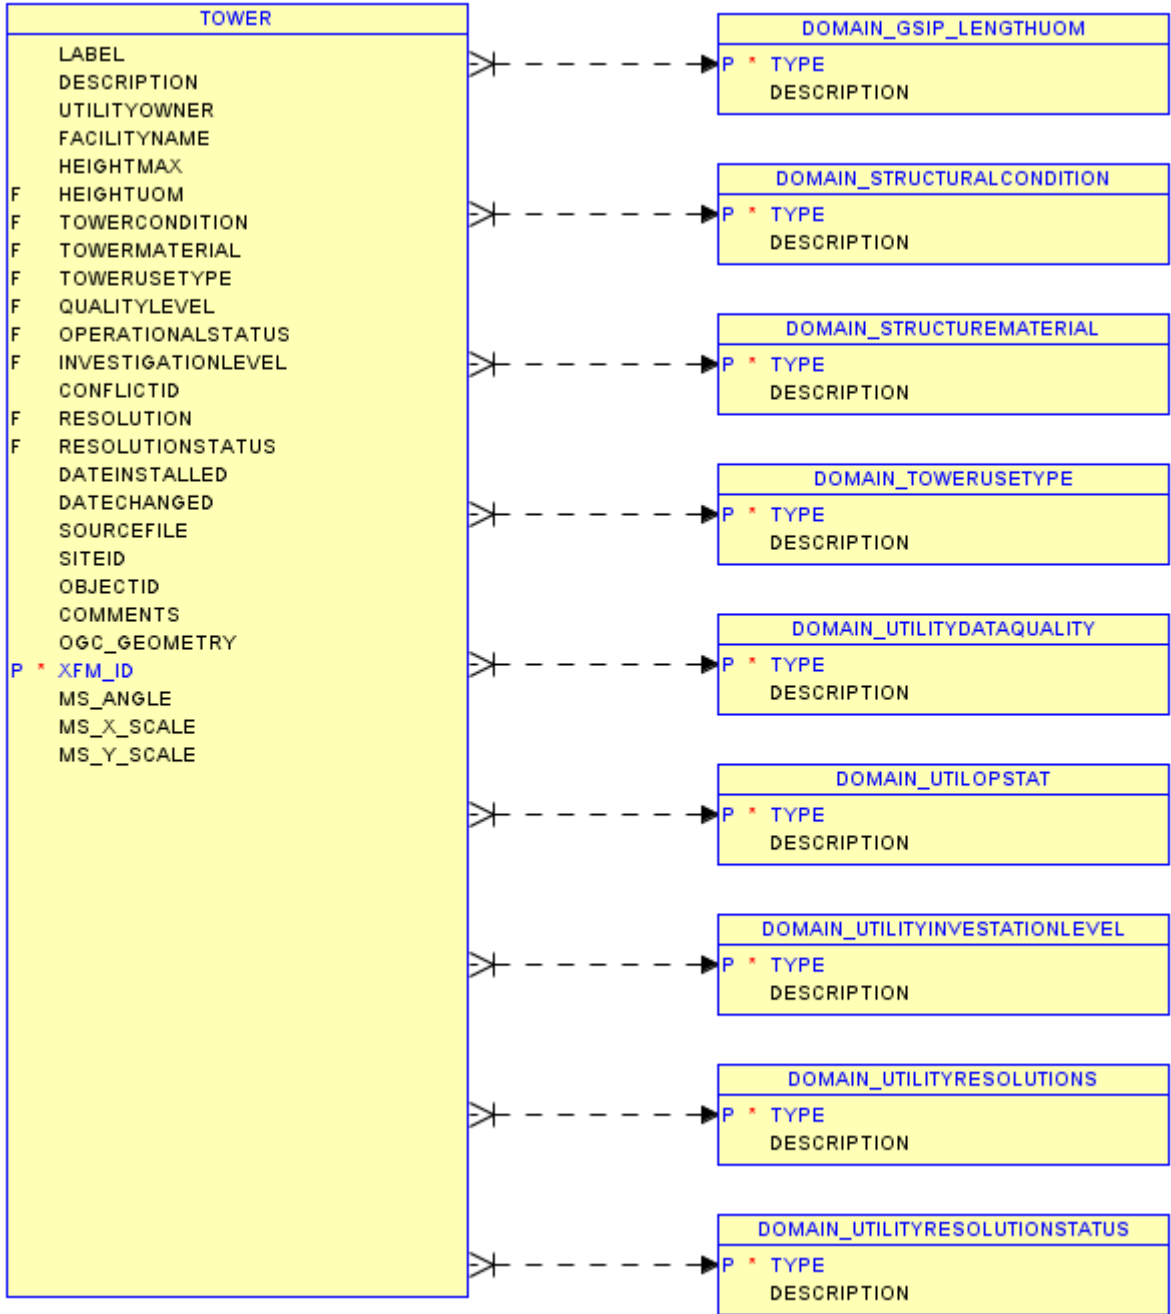 TOWER
LABEL
DESCRIPTION
UTILITYOWNER
FACILITYNAME
HEIGHTMAX
F HEIGHTUOM
F TOWERCONDITION
F TOWERMATERIAL
F TOWERUSETYPE
F QUALITYLEVEL
F OPERATIONALSTATUS
F INVESTIGATIONLEVEL
CONFLICTID
F RESOLUTION
F RESOLUTIONSTATUS
DATEINSTALLED
DATECHANGED
SOURCEFILE
SITEID
OBJECTID
COMMENTS
OGC_GEOMETRY
P * XFM_ID
MS_ANGLE
MS_X_SCALE
MS_Y_SCALE
DOMAIN_GSIP_LENGTHUOM
P * TYPE
DESCRIPTION
DOMAIN_STRUCTURALCONDITION
P * TYPE
DESCRIPTION
DOMAIN_STRUCTUREMATERIAL
P * TYPE
DESCRIPTION
DOMAIN_TOWERUSETYPE
P * TYPE
DESCRIPTION
DOMAIN_UTILITYDATAQUALITY
P * TYPE
DESCRIPTION
DOMAIN_UTILOPSTAT
P * TYPE
DESCRIPTION
DOMAIN_UTILITYINVESTATIONLEVEL
P * TYPE
DESCRIPTION
DOMAIN_UTILITYRESOLUTIONS
P * TYPE
DESCRIPTION
DOMAIN_UTILITYRESOLUTIONSTATUS
P * TYPE
DESCRIPTION